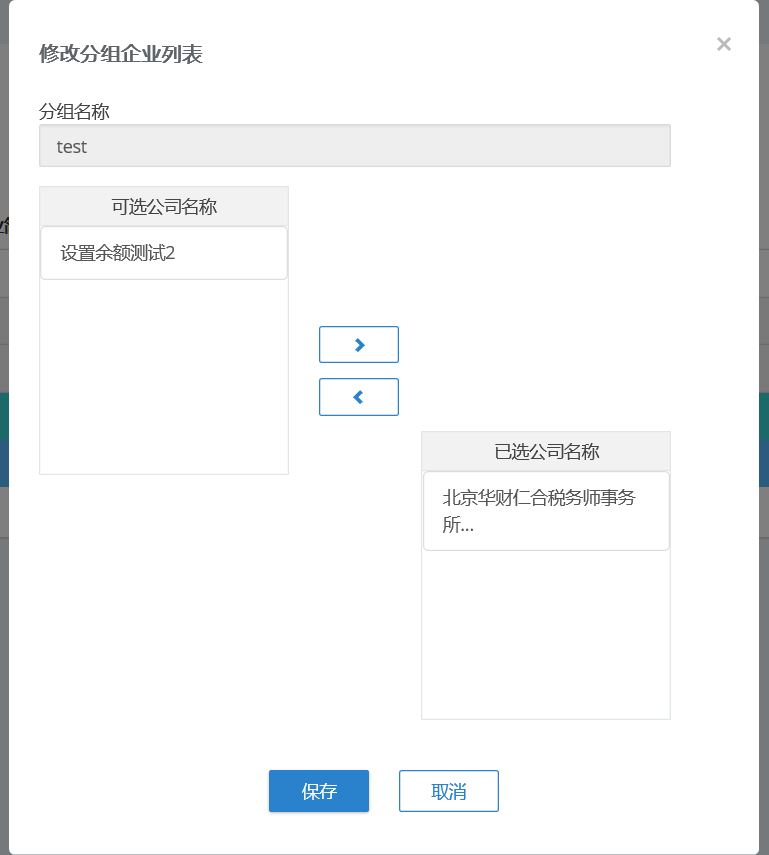 修改分组企业列表
×
分组名称
test
可选公司名称
设置余额测试2
已选公司名称
北京华财仁合税务师事务
所...
保存
取消